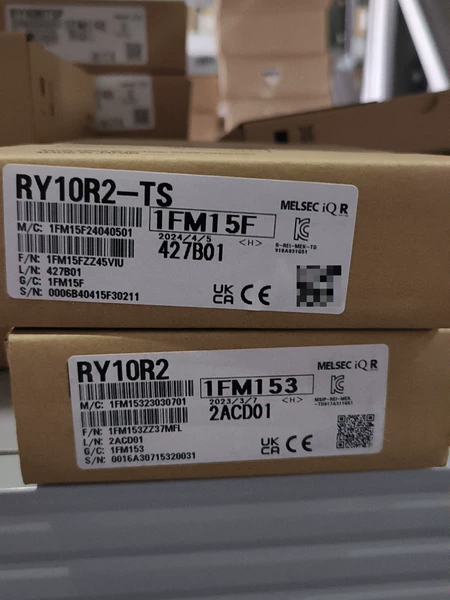 RY10R2-TS
MELSEC iQ R
M/C: 1FM15F24040501
1FM15F
2024/4/5 <H>
427B01
F/N: 1FM15FZZ45VIU
L/N: 427B01
G/C: 1FM15F
S/N: 0006B40415F30211
UK CA CE
RY10R2
MELSEC iQ R
M/C: 1FM15323030701
1FM153
2023/3/7 <H>
2ACD01
F/N: 1FM153ZZ37MFL
L/N: 2ACD01
G/C: 1FM153
S/N: 0016A30715320031
UK CA CE